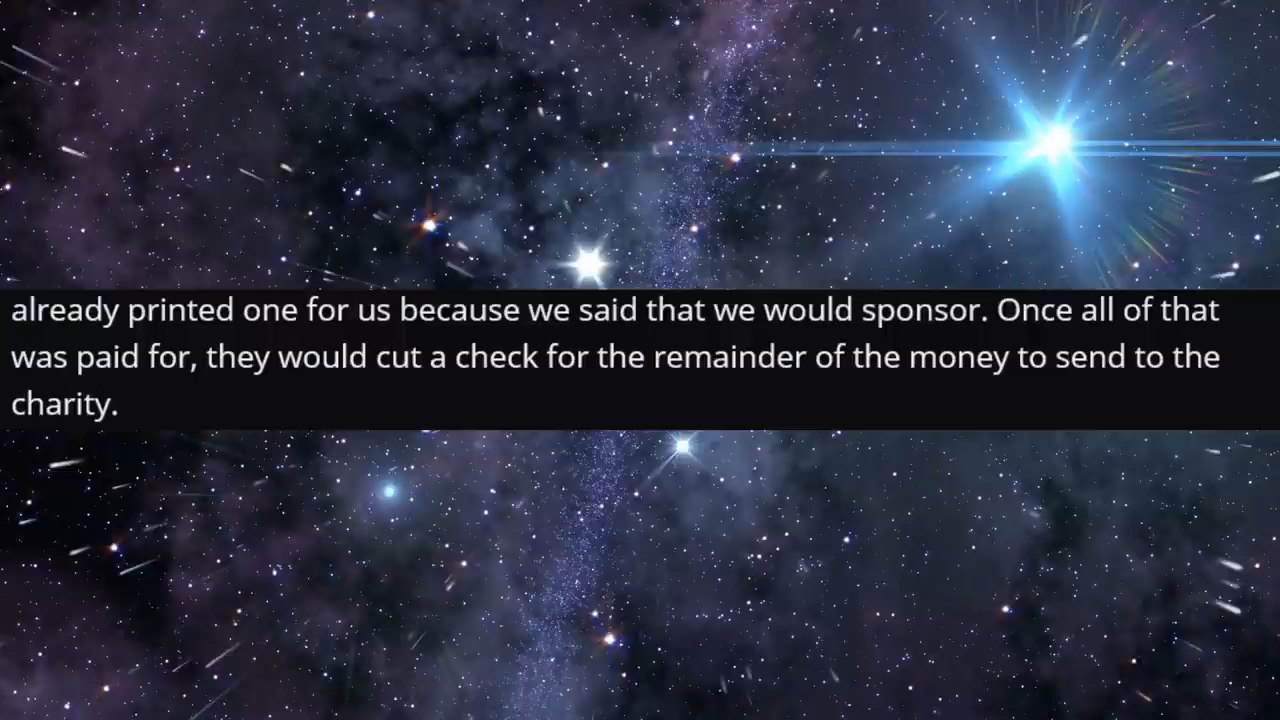 already printed one for us because we said that we would sponsor. Once all of that
was paid for, they would cut a check for the remainder of the money to send to the
charity.